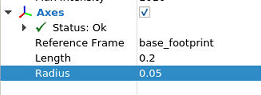 Axes
Status: Ok
Reference Frame base_footprint
Length 0.2
Radius 0.05